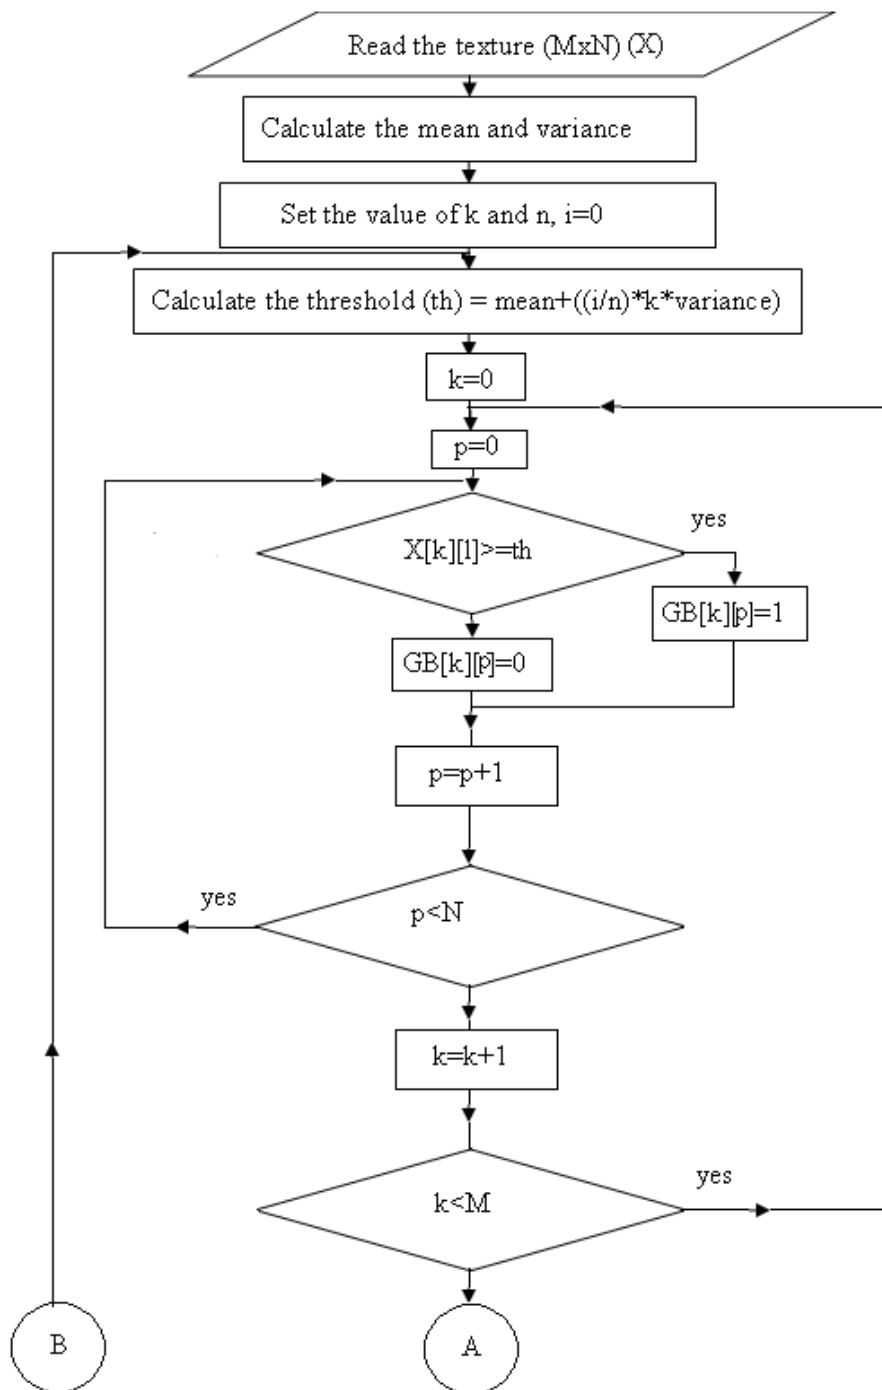 Read the texture (MxN) (X)
Calculate the mean and variance
Set the value of k and n, i=0
Calculate the threshold (th) = mean+((i/n)*k*variance)
k=0
p=0
yes
X[k][l]>=th
GB[k][p]=1
GB[k][p]=0
p=p+1
yes
p<N
k=k+1
yes
k<M
B
A